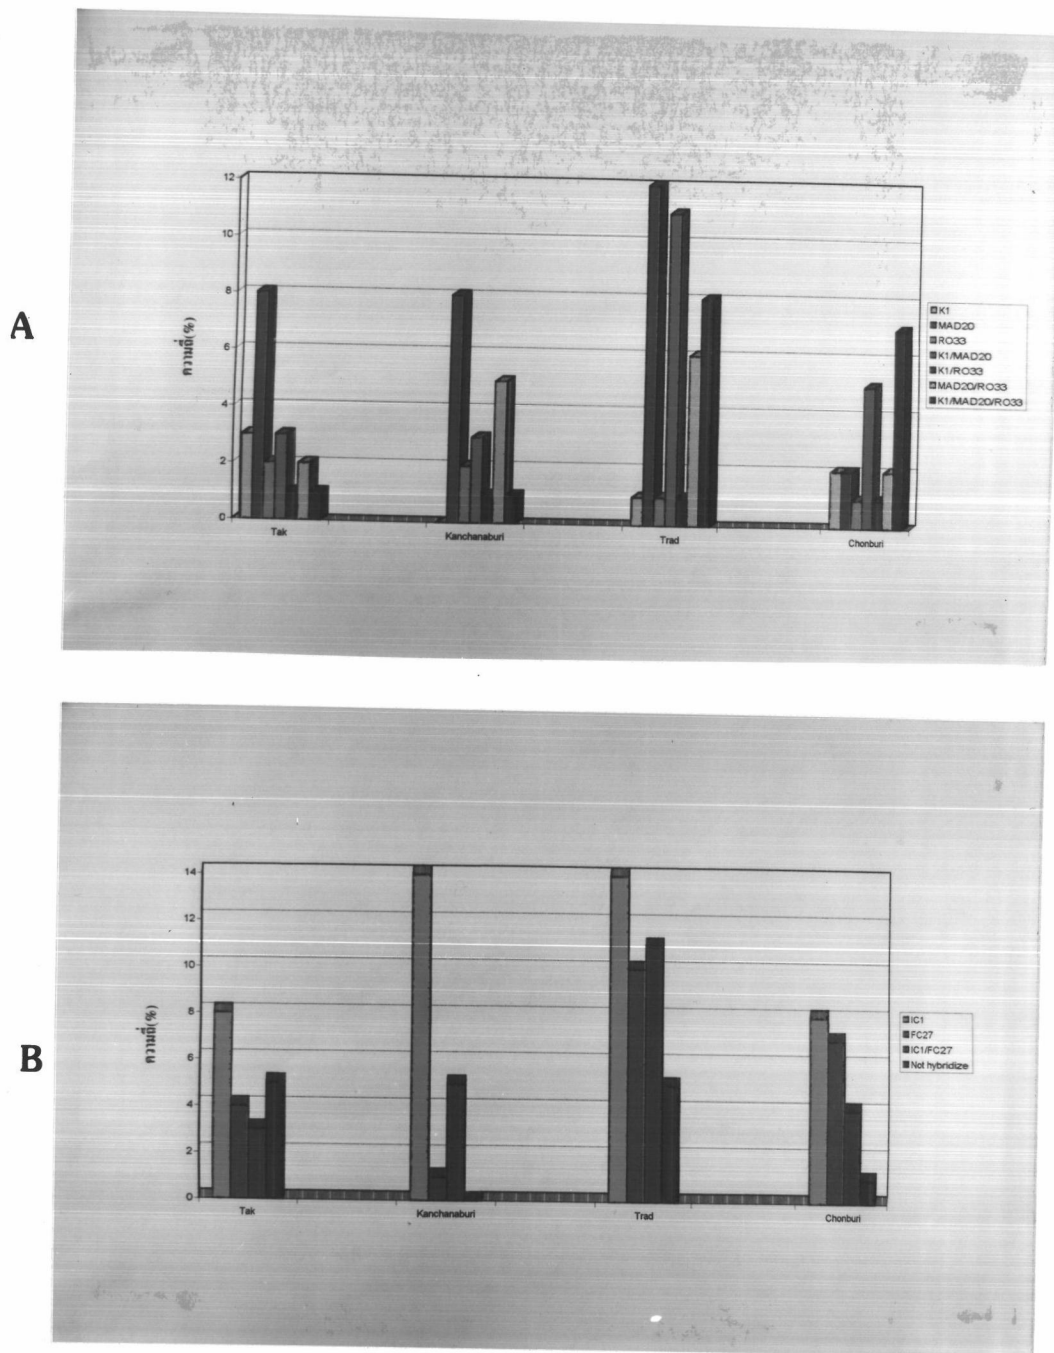 A
12
10
8
6
4
2
0
ความถี่(%)
Tak
Kanchanaburi
Trad
Chonburi
K1
MAD20
RO33
K1/MAD20
K1/RO33
MAD20/RO33
K1/MAD20/RO33
B
14
12
10
8
6
4
2
0
ความถี่(%)
Tak
Kanchanaburi
Trad
Chonburi
IC1
FC27
IC1/FC27
Not hybridize